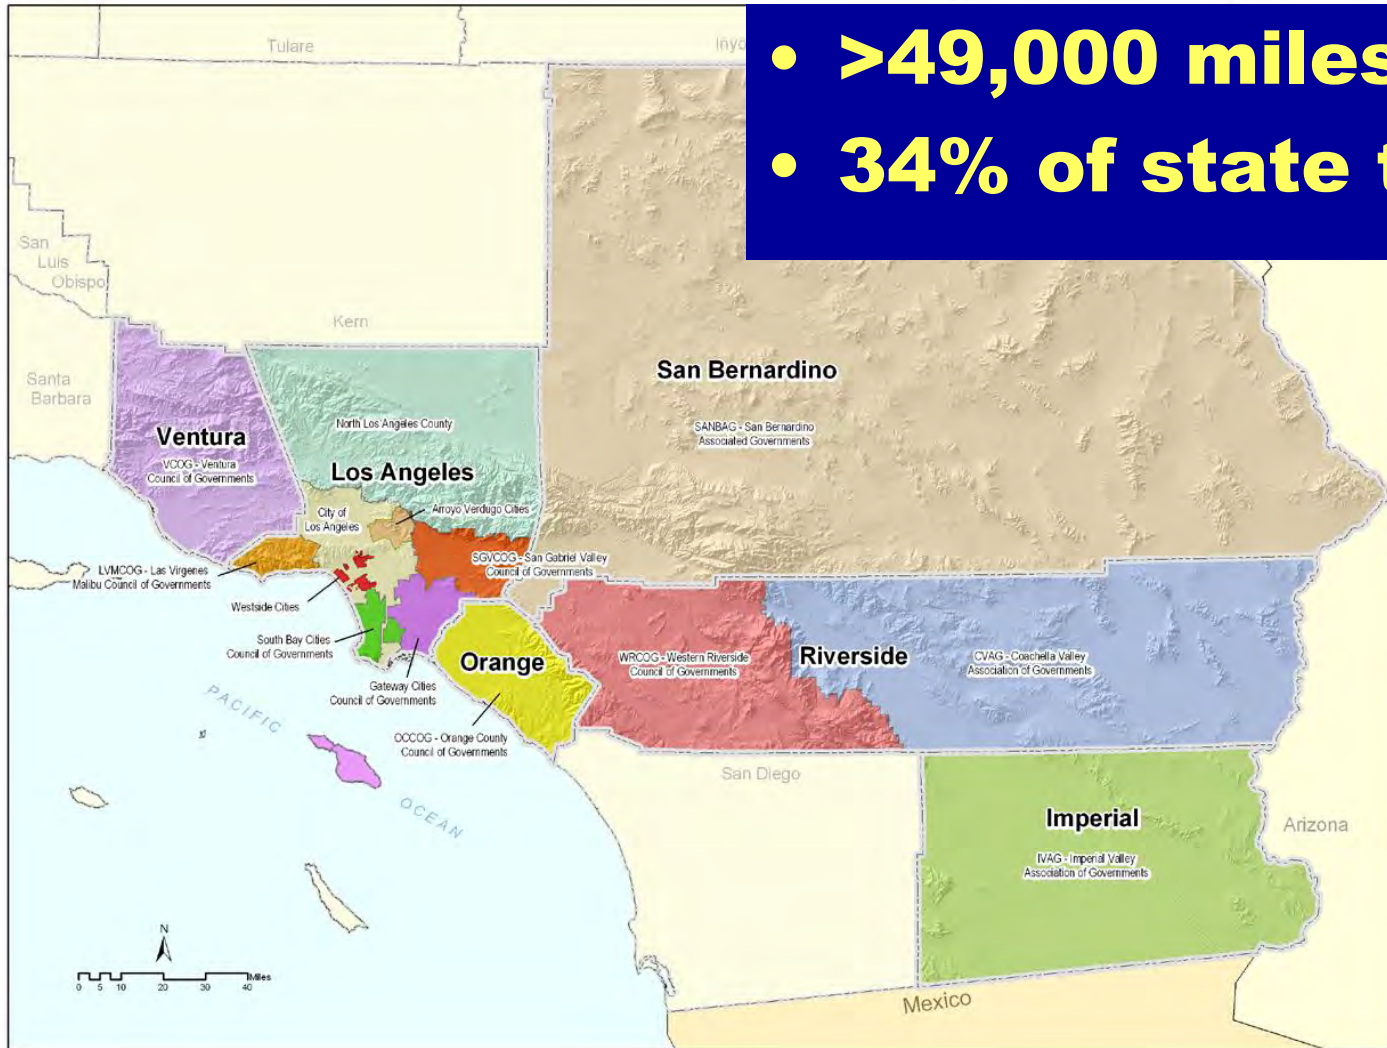 • >49,000 miles
• 34% of state t
Tulare
Inyo
San
Luis
Obispo
Kern
Santa
Barbara
San Bernardino
SANBAG - San Bernardino
Associated Governments
North Los Angeles County
Ventura
VCOG - Ventura
Council of Governments
Los Angeles
City of
Los Angeles
Arroyo Verdugo Cities
SGVCOG - San Gabriel Valley
Council of Governments
LVMCOG - Las Virgenes
Malibu Council of Governments
Westside Cities
South Bay Cities
Council of Governments
Orange
WRCOG - Western Riverside
Council of Governments
Riverside
CVAG - Coachella Valley
Association of Governments
Gateway Cities
Council of Governments
OCCOG - Orange County
Council of Governments
PACIFIC
OCEAN
San Diego
Imperial
IVAG - Imperial Valley
Association of Governments
Arizona
Mexico
N
Miles
0 5 10 20 30 40